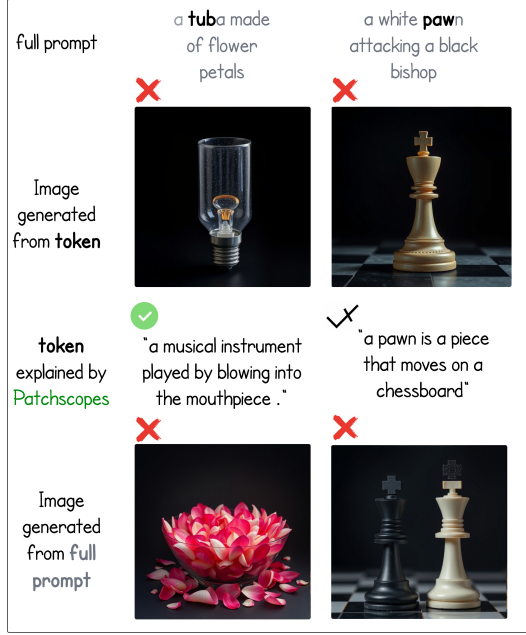 full prompt
a tuba made
of flower
petals
a white pawn
attacking a black
bishop
Image
generated
from token
token
explained by
Patchscopes
"a musical instrument
played by blowing into
the mouthpiece ."
"a pawn is a piece
that moves on a
chessboard"
Image
generated
from full
prompt